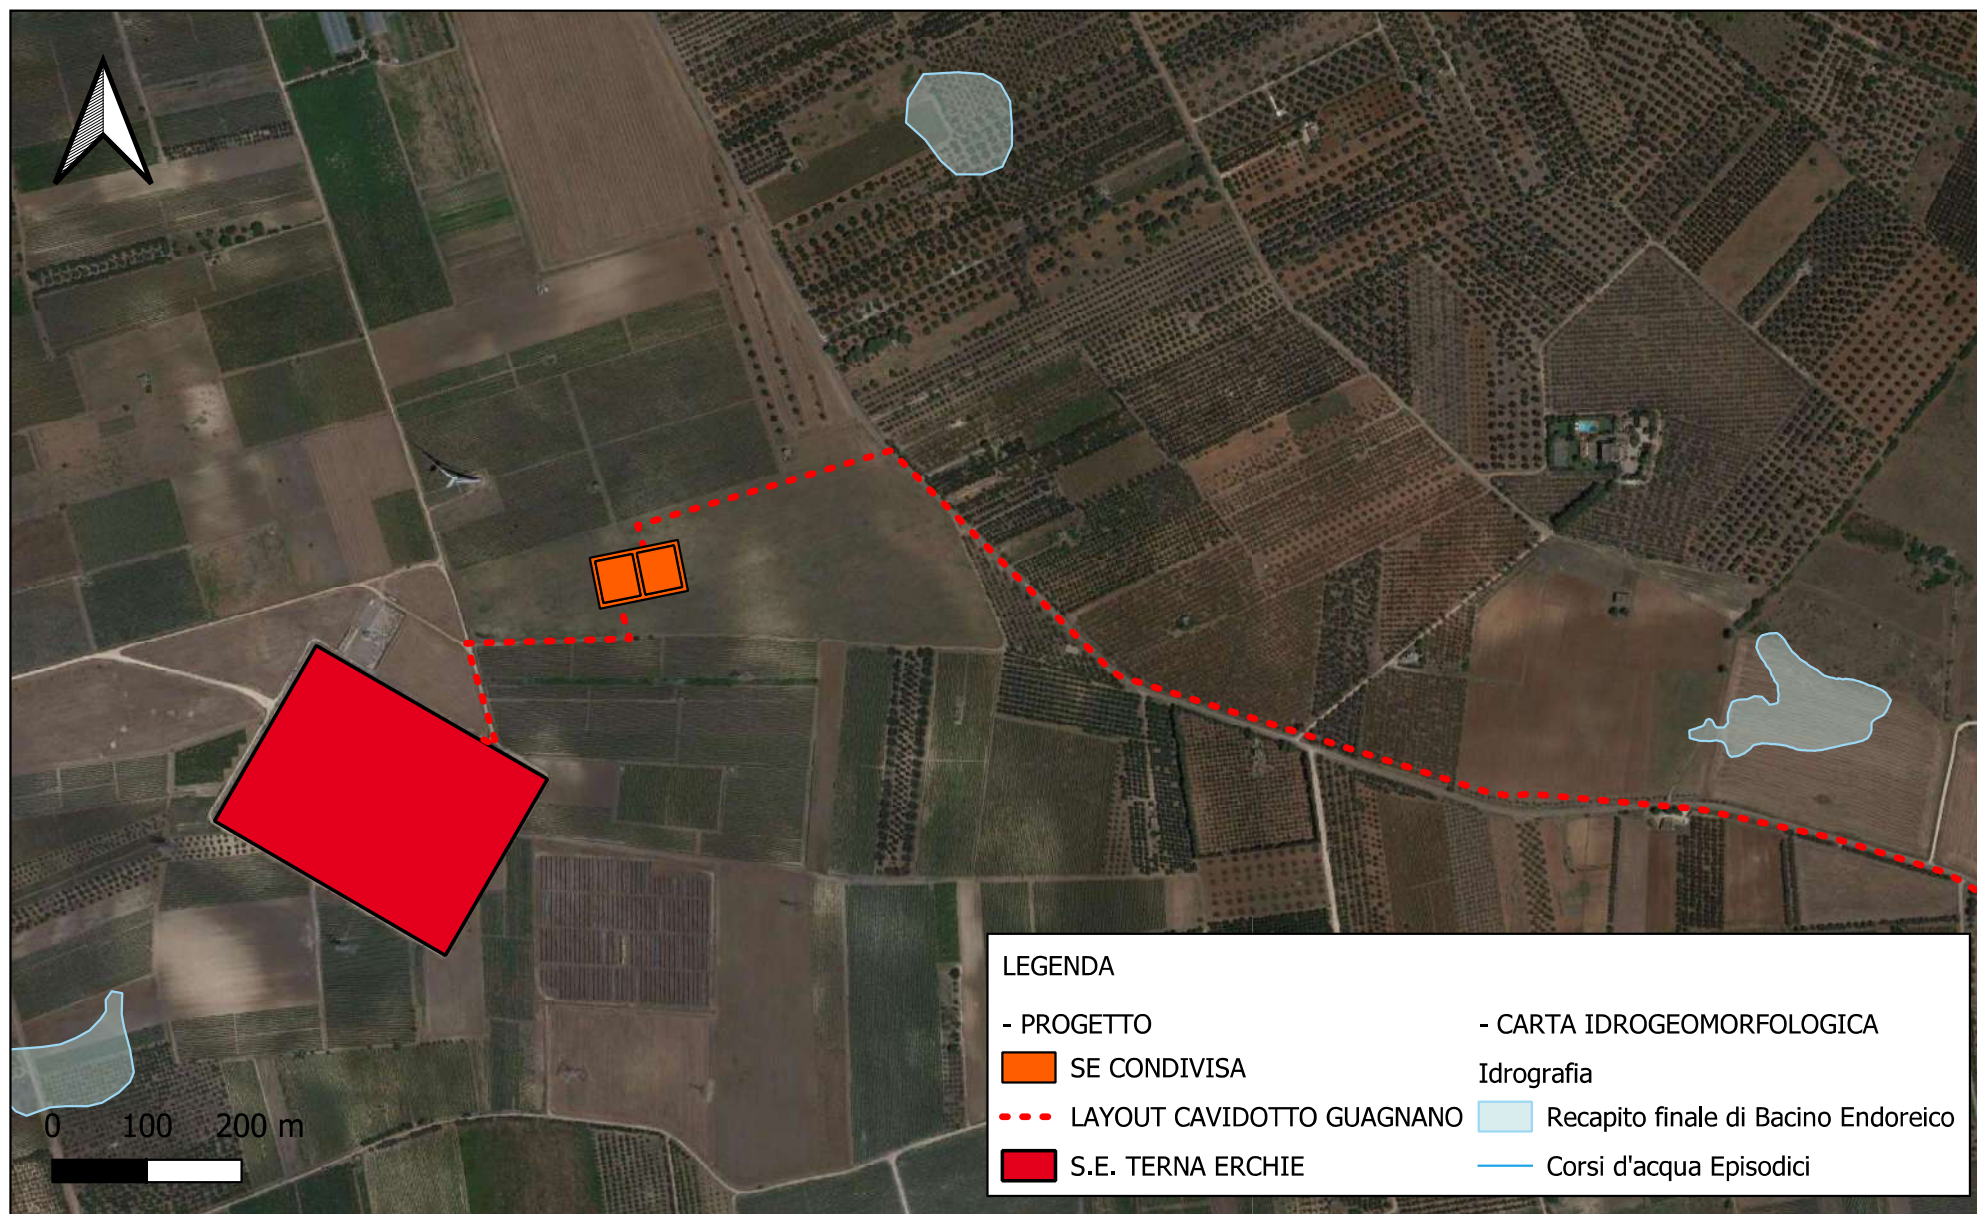 LEGENDA
- PROGETTO
SE CONDIVISA
LAYOUT CAVIDOTTO GUAGNANO
S.E. TERNA ERCHIE
- CARTA IDROGEOMORFOLOGICA
Idrografia
Recapito finale di Bacino Endoreico
Corsi d'acqua Episodici
0 100 200 m